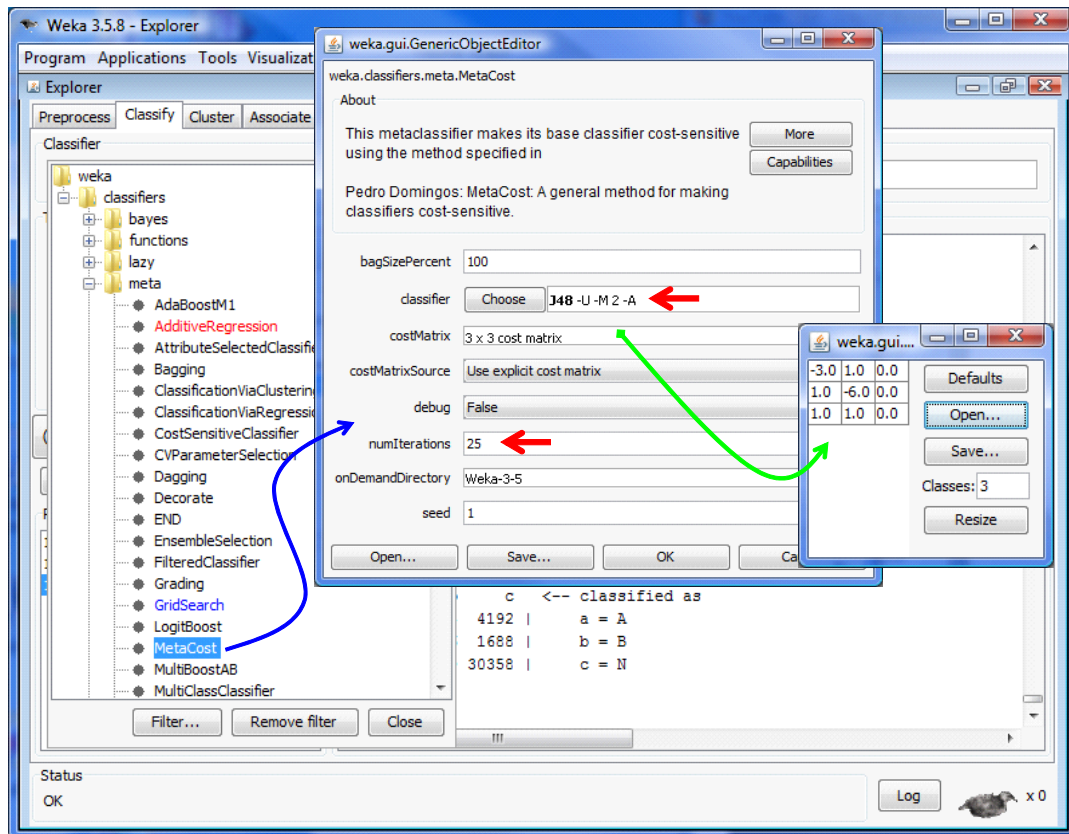 Weka 3.5.8 - Explorer
Program Applications Tools Visualizat
Explorer
Preprocess Classify Cluster Associate
Classifier
weka
classifiers
bayes
functions
lazy
meta
AdaBoostM1
AdditiveRegression
AttributeSelectedClassifie
Bagging
ClassificationViaClustering
ClassificationViaRegressio
CostSensitiveClassifier
CVParameterSelection
Dagging
Decorate
END
EnsembleSelection
FilteredClassifier
Grading
GridSearch
LogitBoost
MetaCost
MultiBoostAB
MultiClassClassifier
Filter... Remove filter Close
weka.gui.GenericObjectEditor
weka.classifiers.meta.MetaCost
About
This metaclassifier makes its base classifier cost-sensitive
using the method specified in
More
Capabilities
Pedro Domingos: MetaCost: A general method for making
classifiers cost-sensitive.
bagSizePercent 100
classifier Choose J48 -U -M 2 -A
costMatrix 3 x 3 cost matrix
costMatrixSource Use explicit cost matrix
debug False
numIterations 25
onDemandDirectory Weka-3-5
seed 1
Open... Save... OK Ca
weka.gui....
-3.0 1.0 0.0
1.0 -6.0 0.0
1.0 1.0 0.0
Defaults
Open...
Save...
Classes: 3
Resize
c <-- classified as
4192 | a = A
1688 | b = B
30358 | c = N
Status
OK
Log
x 0